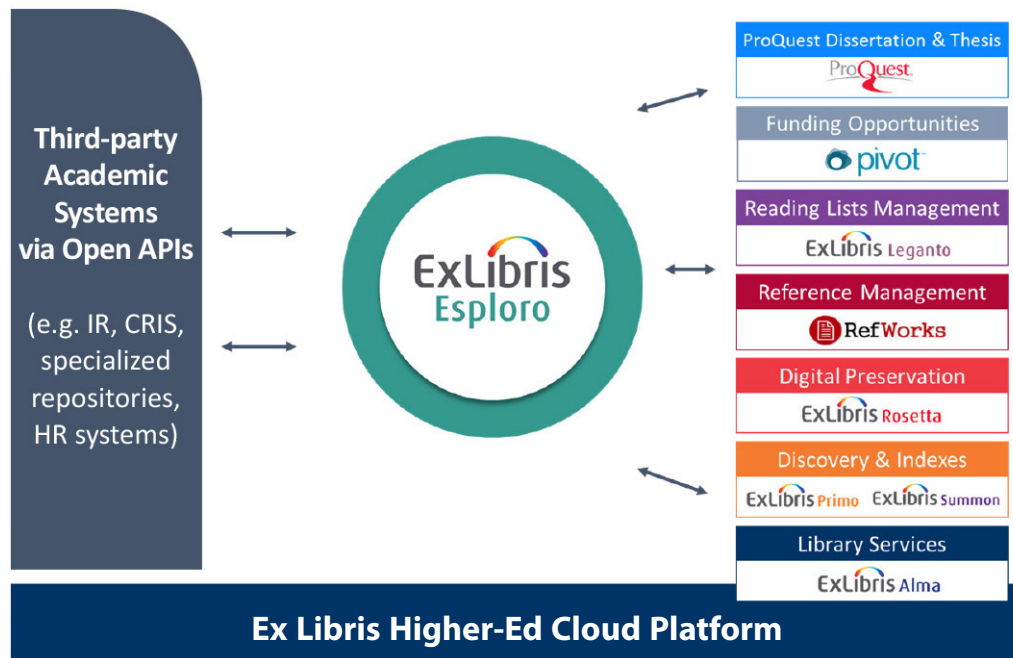 Third-party
Academic
Systems
via Open APIs
(e.g. IR, CRIS,
specialized
repositories,
HR systems)
ExLibris
Esploro
ProQuest Dissertation & Thesis
ProQuest
Funding Opportunities
pivot
Reading Lists Management
ExLibris Leganto
Reference Management
RefWorks
Digital Preservation
ExLibris Rosetta
Discovery & Indexes
ExLibris Primo ExLibris Summon
Library Services
ExLibris Alma
Ex Libris Higher-Ed Cloud Platform